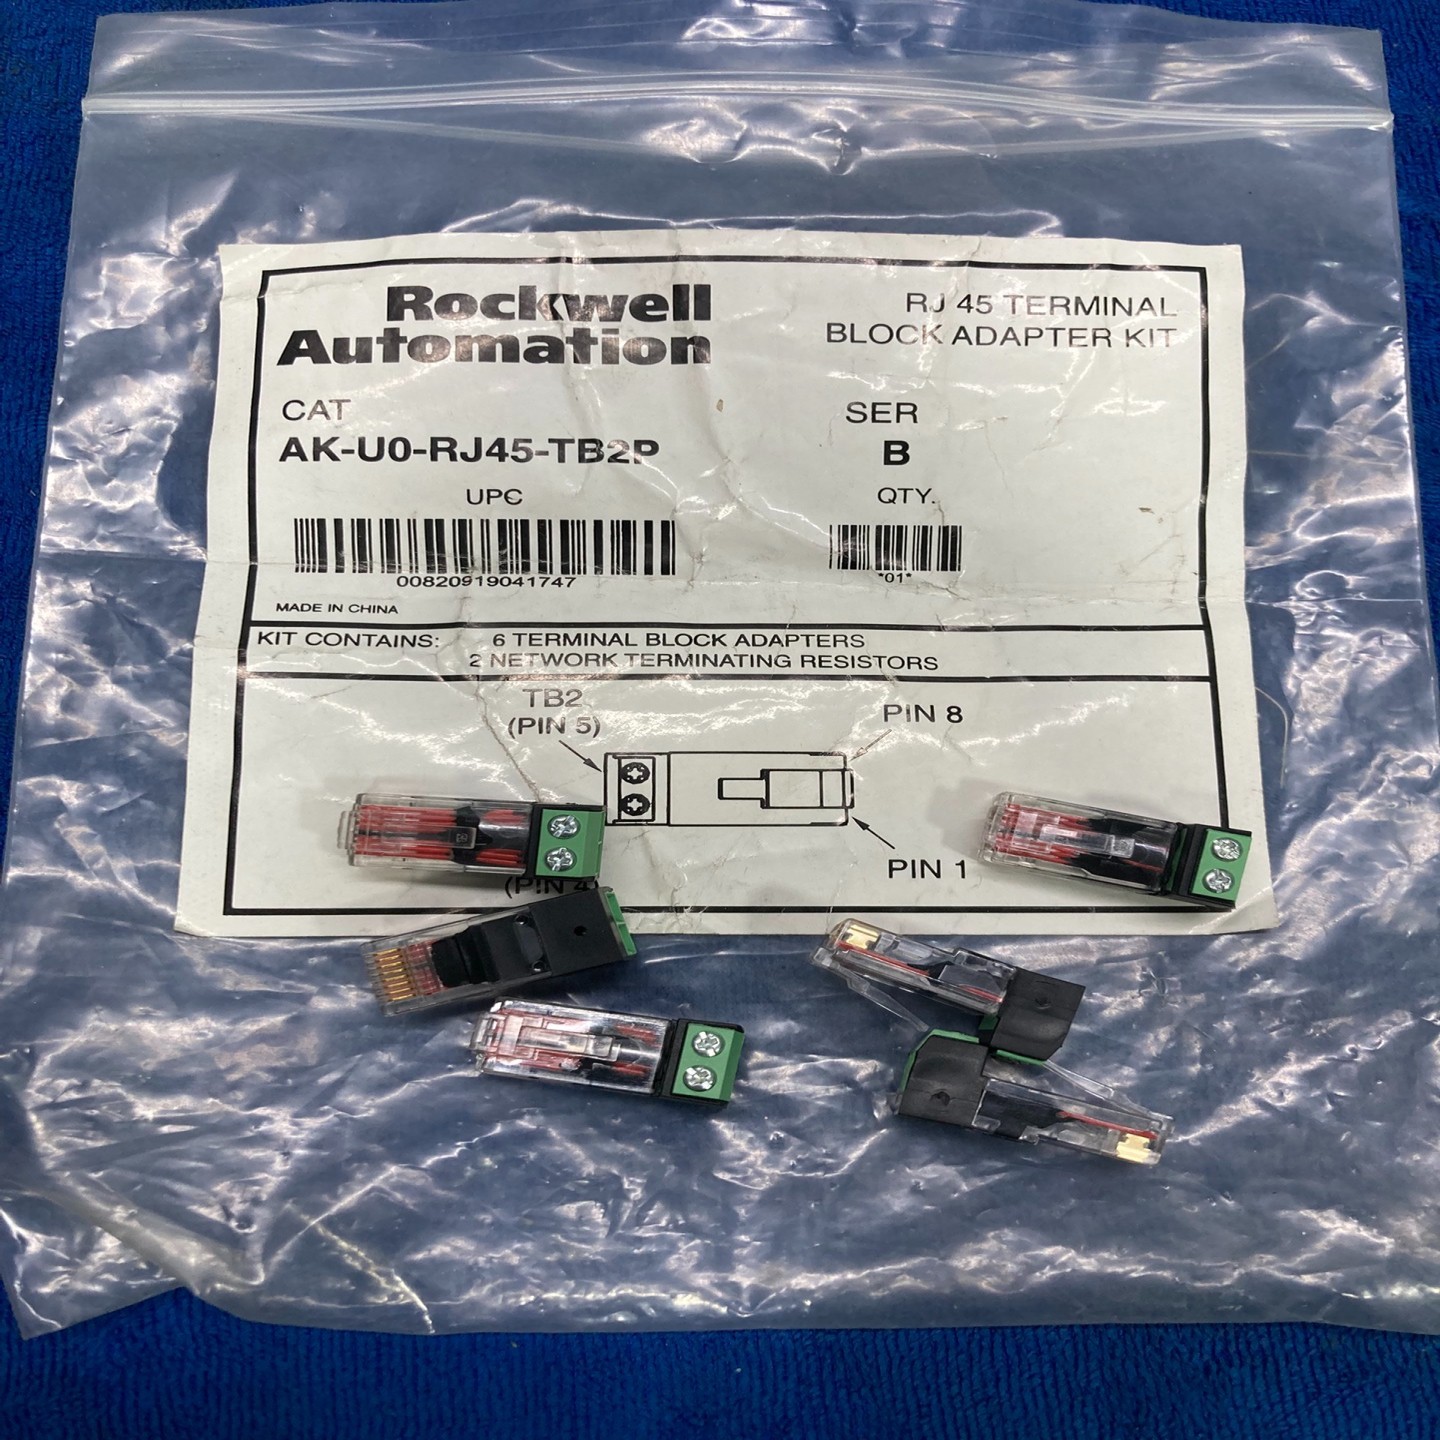 Rockwell
Automation
RJ 45 TERMINAL
BLOCK ADAPTER KIT
CAT
AK-U0-RJ45-TB2P
SER
B
UPC
00820919041747
QTY.
*01*
MADE IN CHINA
KIT CONTAINS: 6 TERMINAL BLOCK ADAPTERS
2 NETWORK TERMINATING RESISTORS
TB2
(PIN 5)
PIN 8
PIN 1
(PIN 4)